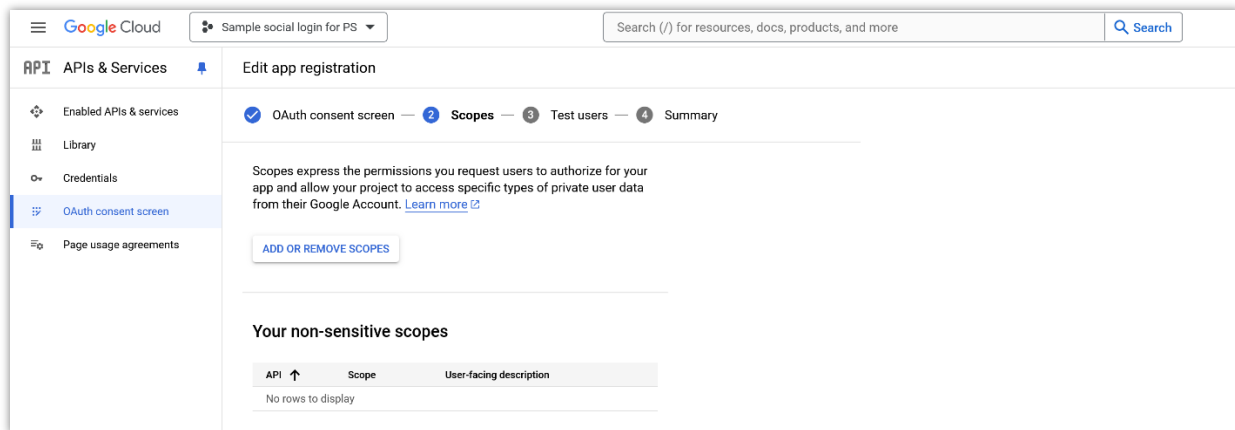 Google Cloud
Sample social login for PS
Search (/) for resources, docs, products, and more
Search
API APIs & Services
Edit app registration
Enabled APIs & services
Library
Credentials
OAuth consent screen
Page usage agreements
OAuth consent screen — 2 Scopes — 3 Test users — 4 Summary
Scopes express the permissions you request users to authorize for your
app and allow your project to access specific types of private user data
from their Google Account. Learn more
ADD OR REMOVE SCOPES
Your non-sensitive scopes
API Scope User-facing description
No rows to display